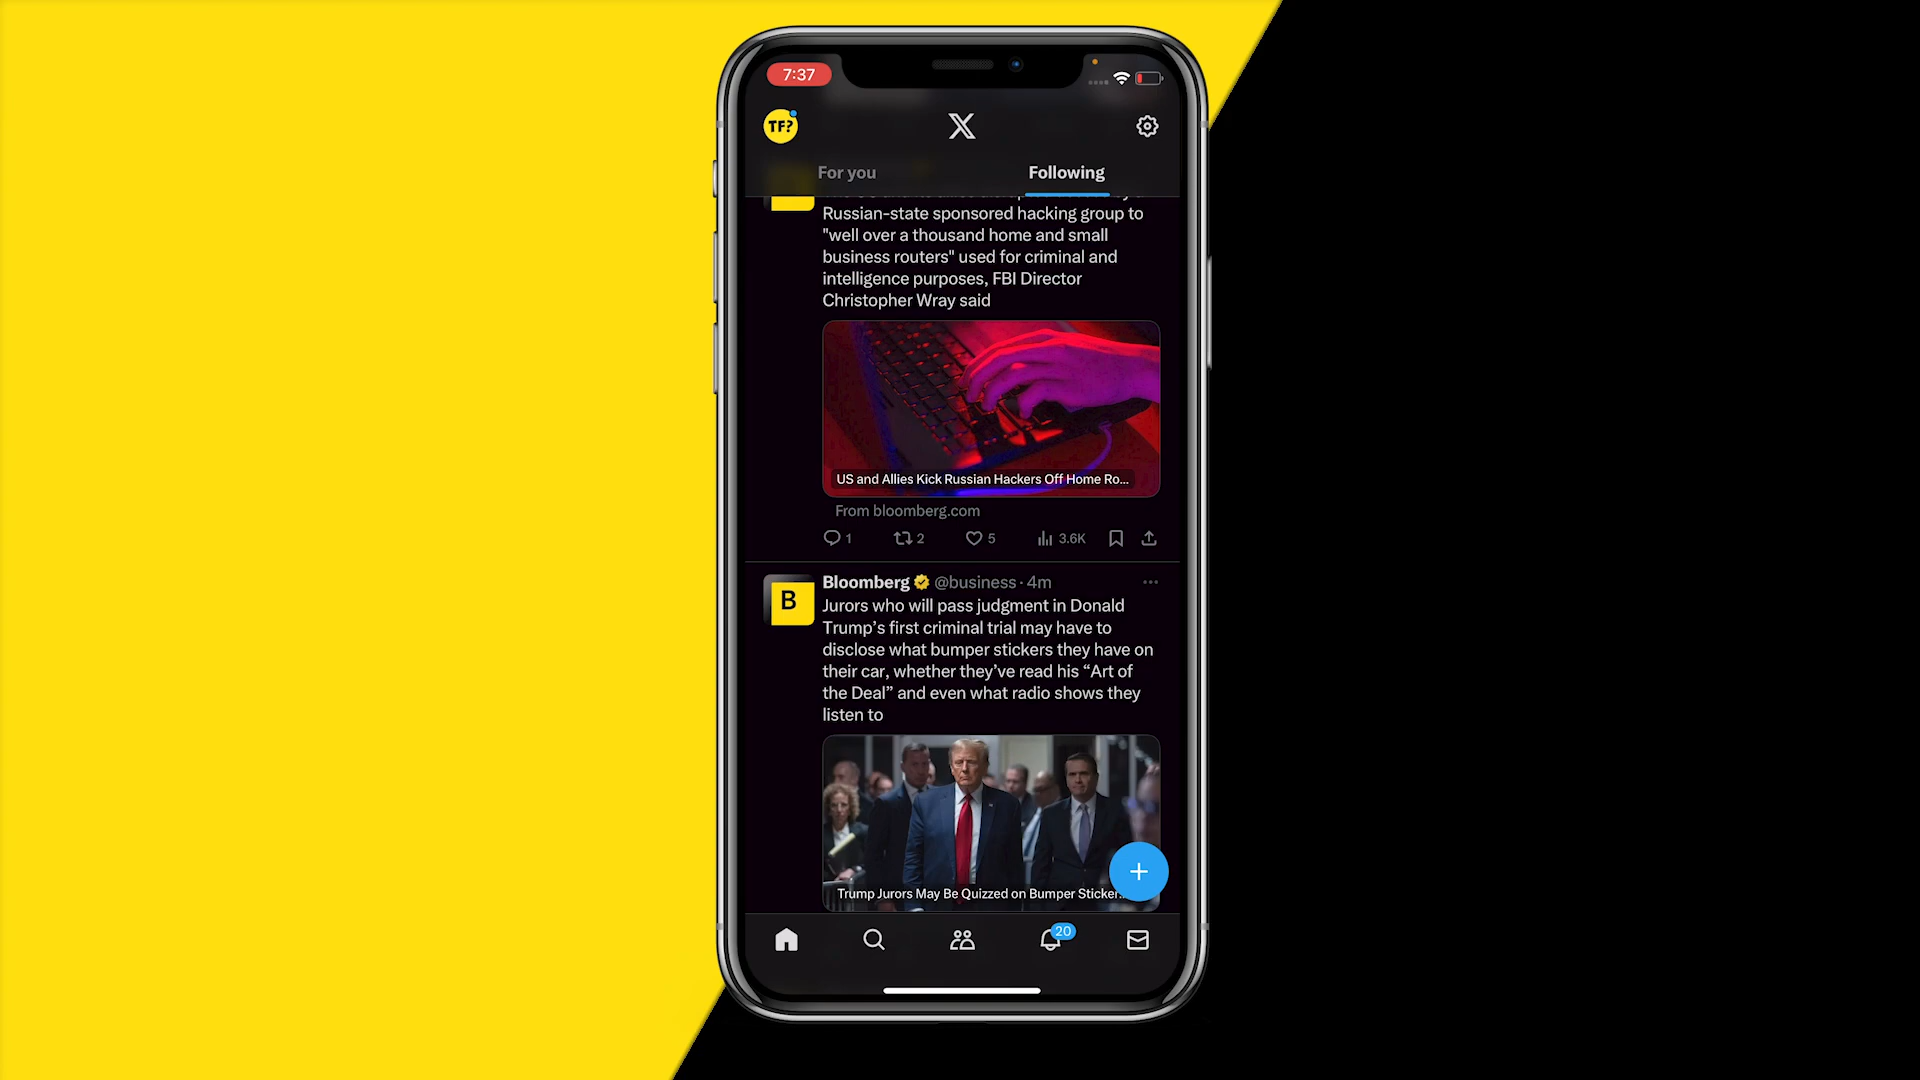 7:37
TF?
X
For you
Following
Russian-state sponsored hacking group to
"well over a thousand home and small
business routers" used for criminal and
intelligence purposes, FBI Director
Christopher Wray said
US and Allies Kick Russian Hackers Off Home Ro...
From bloomberg.com
1
2
5
3.6K
B
Bloomberg @business · 4m
Jurors who will pass judgment in Donald
Trump’s first criminal trial may have to
disclose what bumper stickers they have on
their car, whether they’ve read his “Art of
the Deal” and even what radio shows they
listen to
Trump Jurors May Be Quizzed on Bumper Sticker...
20